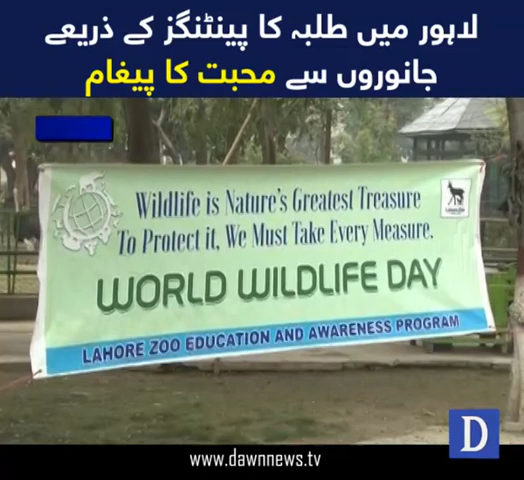 لاہور میں طلبہ کا پینٹنگز کے ذریعے
جانوروں سے محبت کا پیغام
Wildlife is Nature's Greatest Treasure
To Protect it, We Must Take Every Measure.
WORLD WILDLIFE DAY
LAHORE ZOO EDUCATION AND AWARENESS PROGRAM
D
www.dawnnews.tv